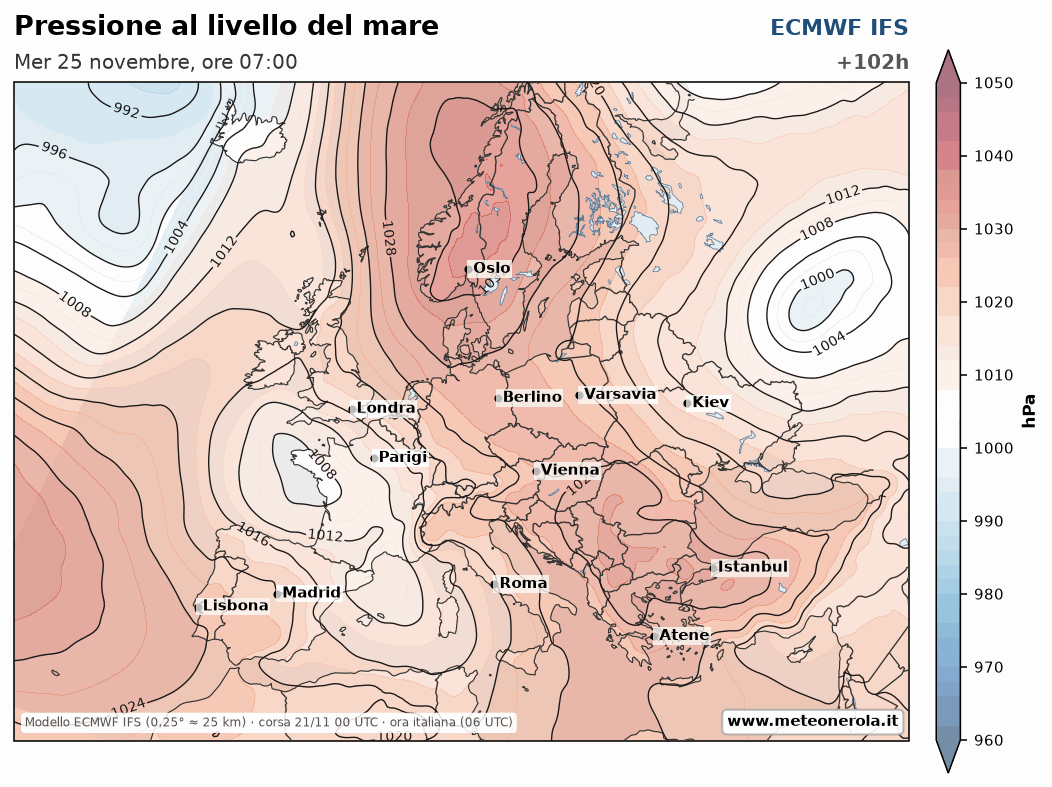 Pressione al livello del mare
ECMWF IFS
Mer 25 novembre, ore 07:00
+102h
992
996
1004
1012
1008
1028
1012
1008
1000
1004
Oslo
Berlino
Varsavia
Kiev
Londra
Parigi
1008
Vienna
1016
1012
Istanbul
Roma
Madrid
Lisbona
Atene
1024
1020
Modello ECMWF IFS (0,25° ≈ 25 km) · corsa 21/11 00 UTC · ora italiana (06 UTC)
www.meteonerola.it
1050
1040
1030
1020
1010
1000
990
980
970
960
hPa